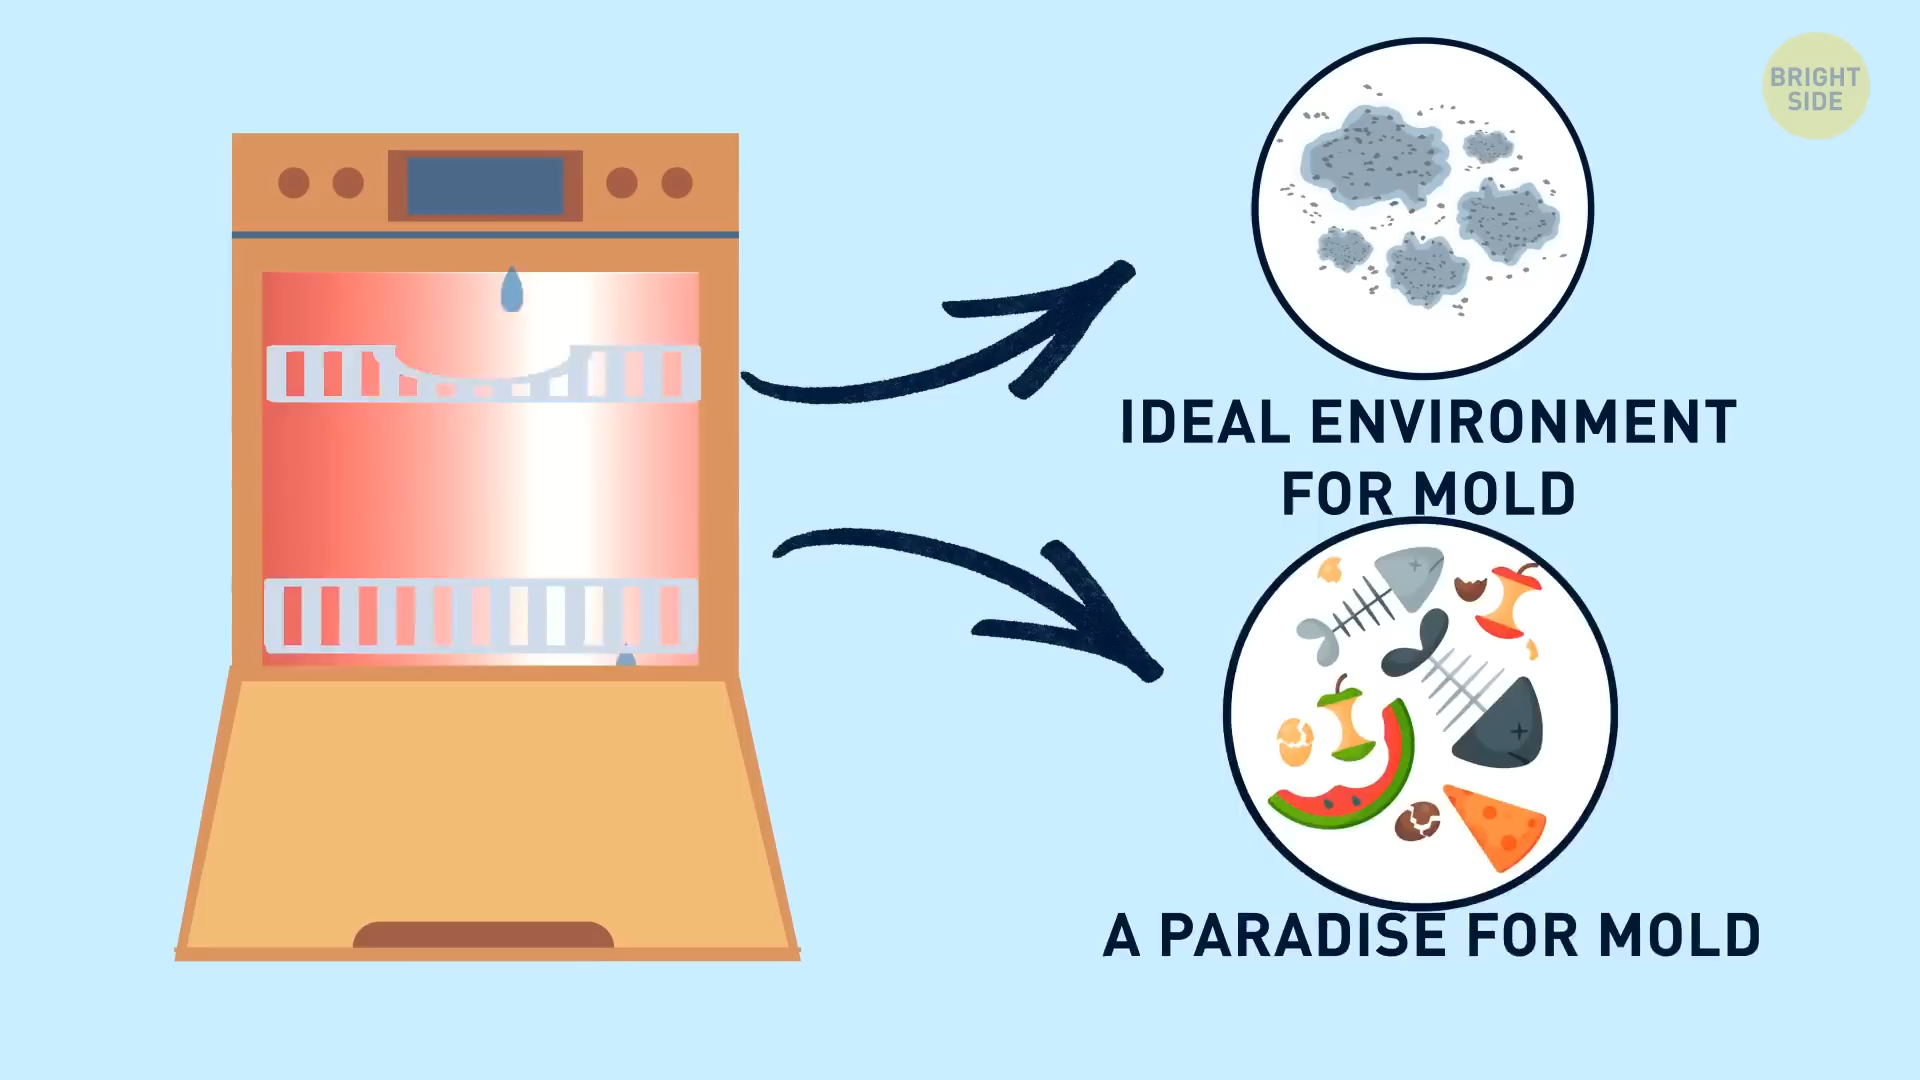 BRIGHT
SIDE
IDEAL ENVIRONMENT
FOR MOLD
A PARADISE FOR MOLD